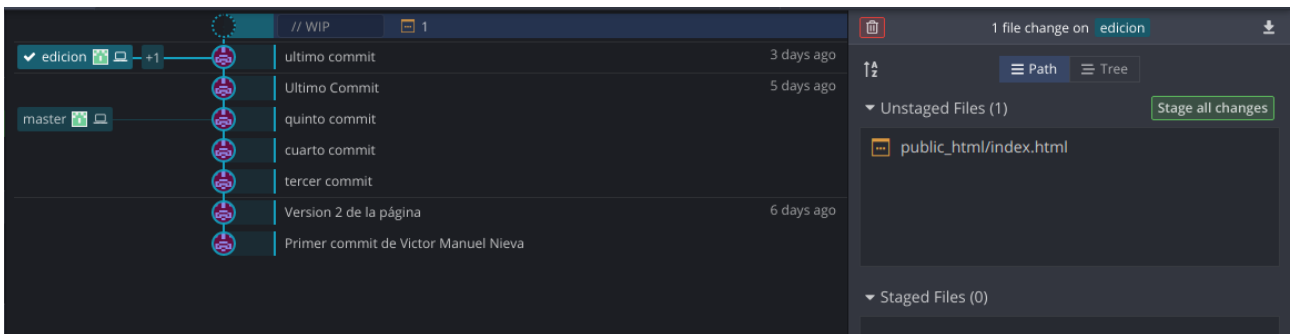 // WIP 1
edicion +1 ultimo commit 3 days ago
Ultimo Commit 5 days ago
master quinto commit
cuarto commit
tercer commit
Version 2 de la página 6 days ago
Primer commit de Victor Manuel Nieva
1 file change on edicion
A Z Path Tree
Unstaged Files (1) Stage all changes
public_html/index.html
Staged Files (0)